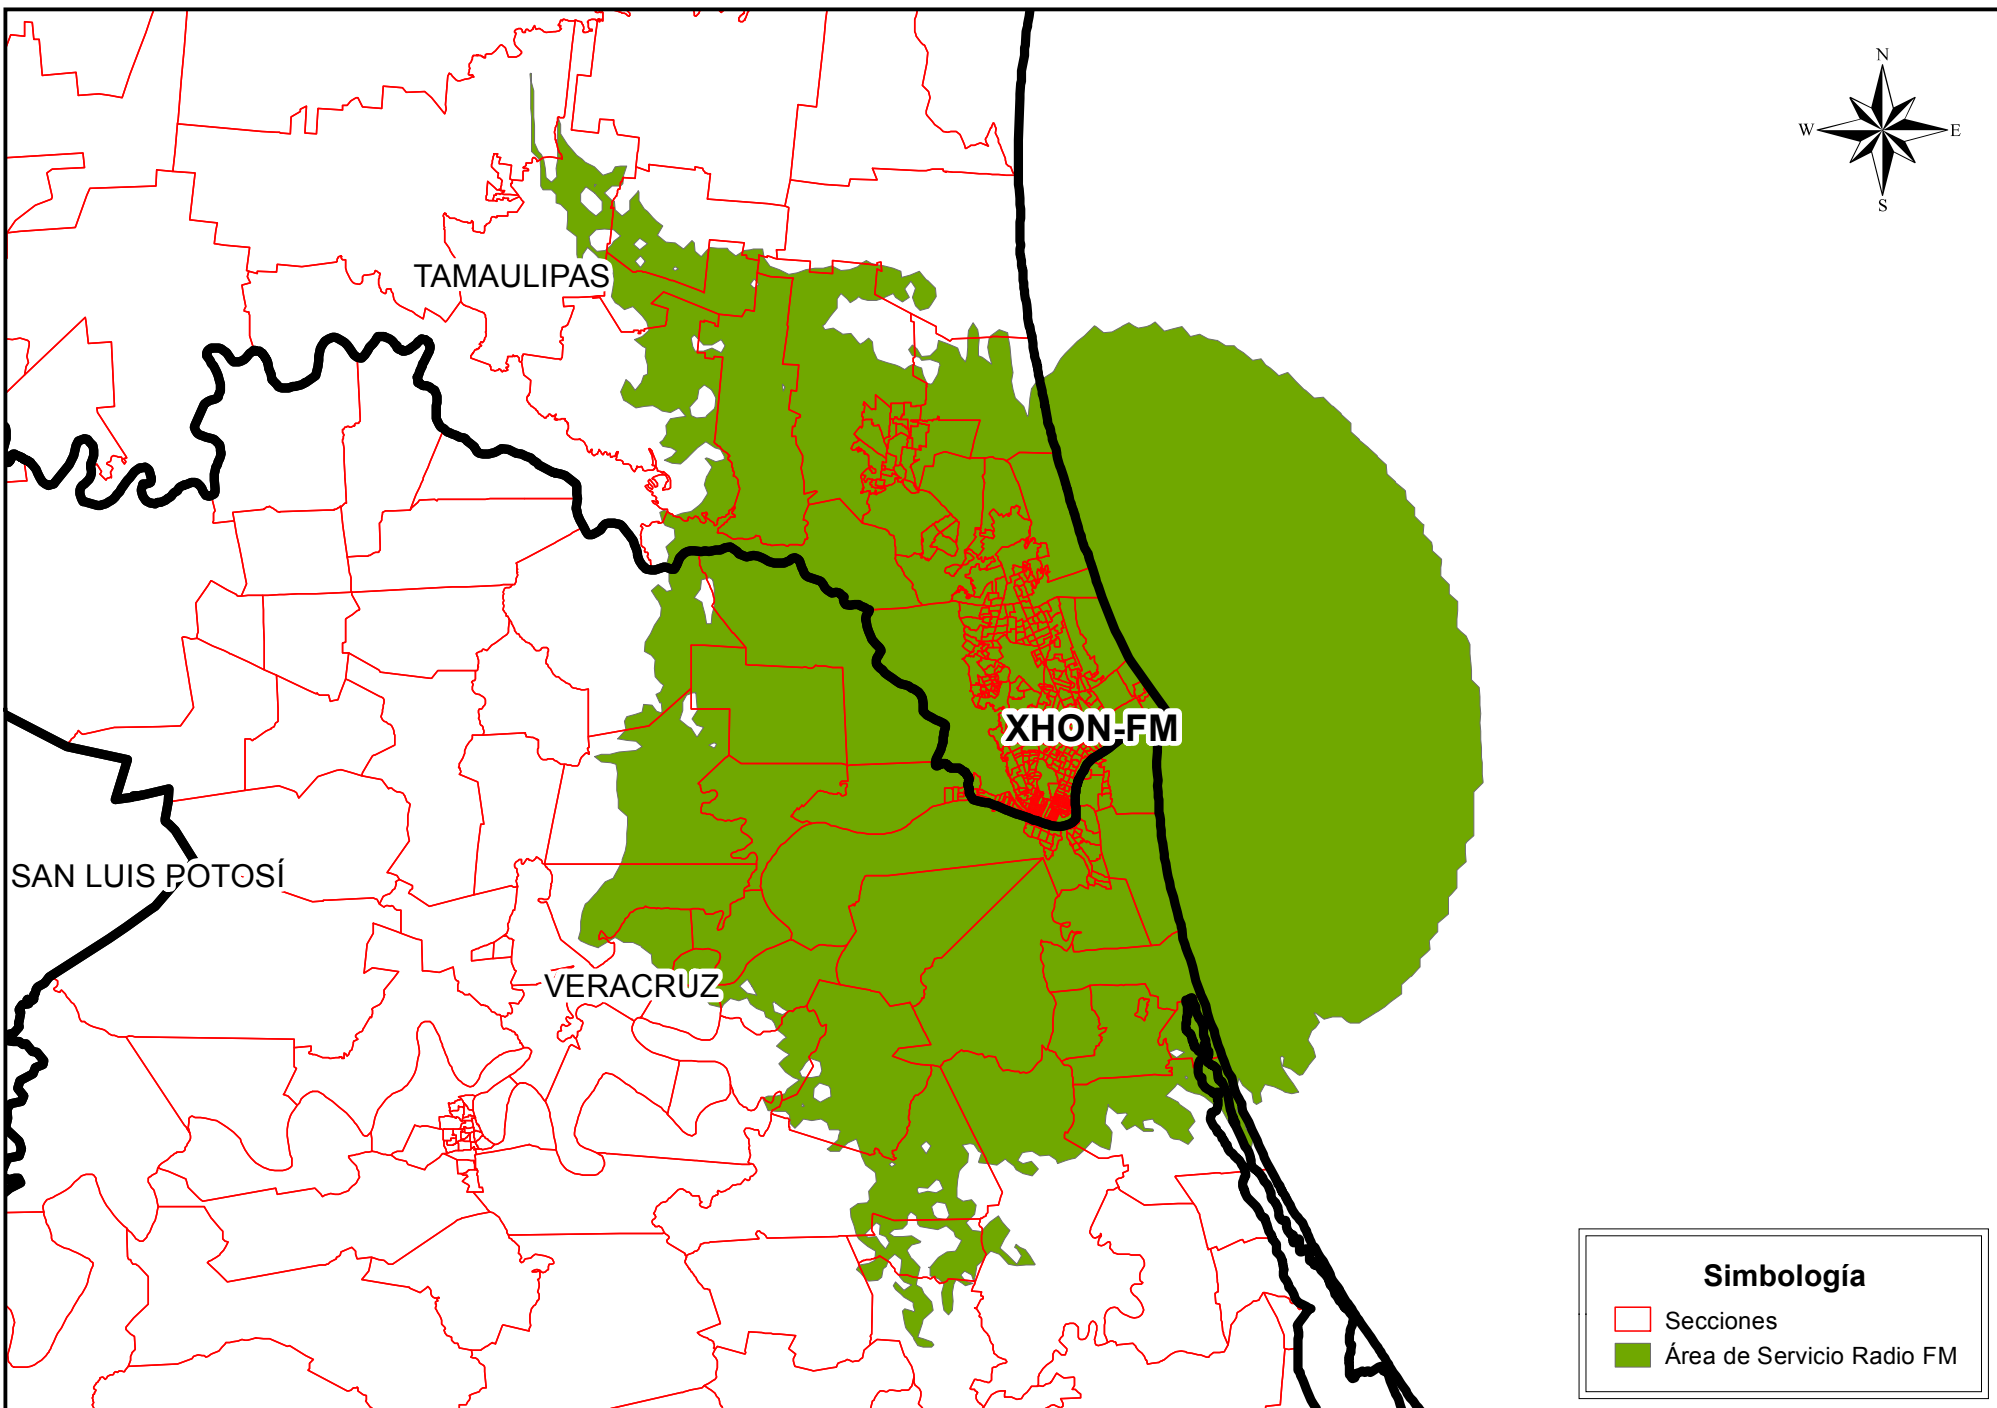 N
W E
S
TAMAULIPAS
XHON-FM
SAN LUIS POTOSÍ
VERACRUZ
Simbología
Secciones
Área de Servicio Radio FM